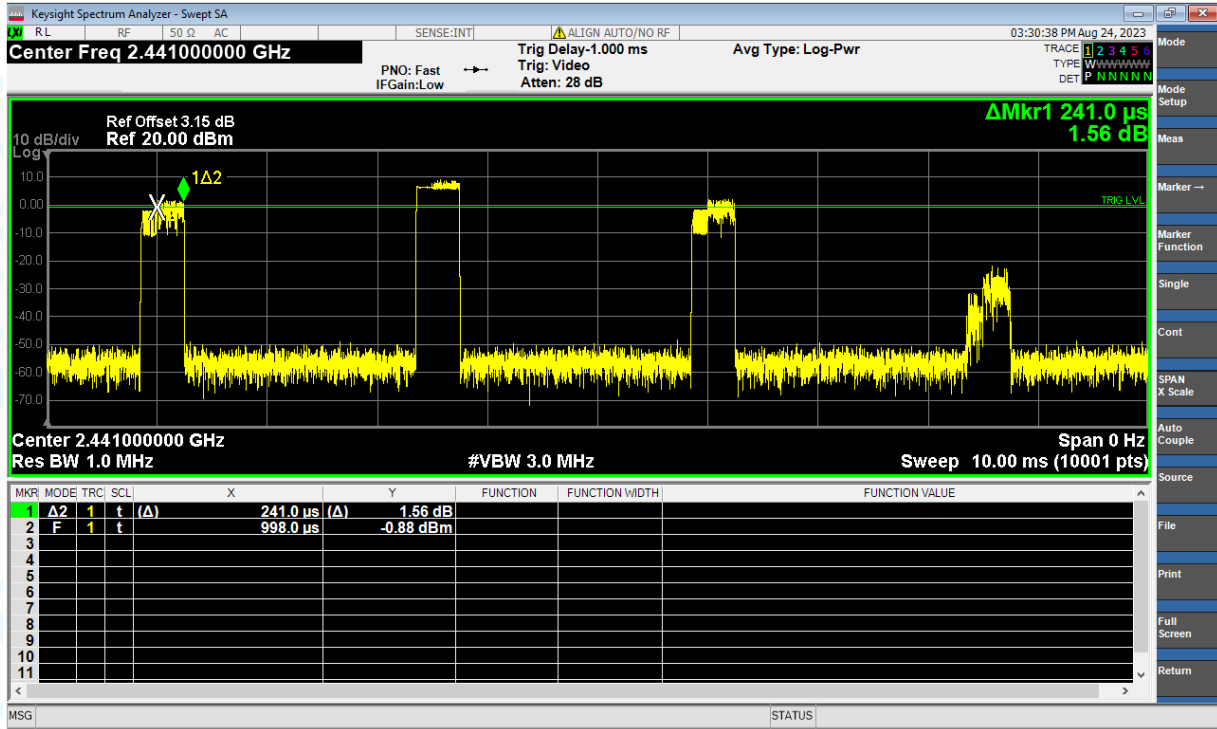 Keysight Spectrum Analyzer - Swept SA
LXI RL RF 50 Ω AC SENSE:INT ALIGN AUTO/NO RF 03:30:38 PM Aug 24, 2023
Center Freq 2.441000000 GHz
Trig Delay-1.000 ms Avg Type: Log-Pwr TRACE 1 2 3 4 5 6
PNO: Fast Trig: Video TYPE WWWWWW
IFGain:Low Atten: 28 dB DET P N N N N N
ΔMkr1 241.0 µs
1.56 dB
Ref Offset 3.15 dB
10 dB/div Ref 20.00 dBm
Log
10.0
1Δ2
0.00
TRIG LVL
-10.0
-20.0
-30.0
-40.0
-50.0
-60.0
-70.0
Center 2.441000000 GHz Span 0 Hz
Res BW 1.0 MHz #VBW 3.0 MHz Sweep 10.00 ms (10001 pts)
MKR MODE TRC SCL X Y FUNCTION FUNCTION WIDTH FUNCTION VALUE
1 Δ2 1 t (Δ) 241.0 µs (Δ) 1.56 dB
2 F 1 t 998.0 µs -0.88 dBm
3
4
5
6
7
8
9
10
11
MSG STATUS
Mode
Mode
Setup
Meas
Marker→
Marker
Function
Single
Cont
SPAN
X Scale
Auto
Couple
Source
File
Print
Full
Screen
Return